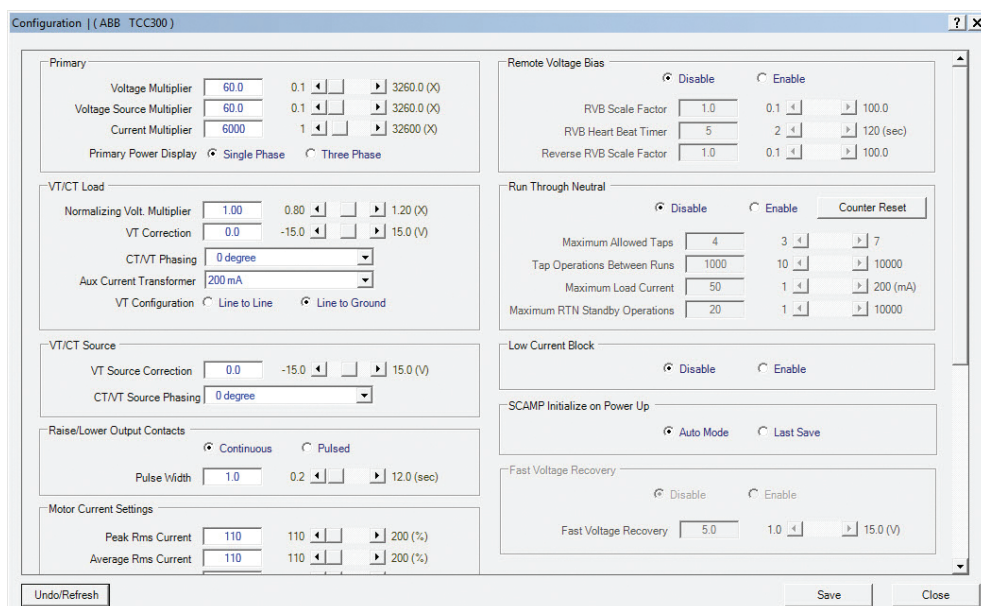 Configuration | ( ABB TCC300 )
? X
Primary
Voltage Multiplier 60.0 0.1 3260.0 (X)
Voltage Source Multiplier 60.0 0.1 3260.0 (X)
Current Multiplier 6000 1 32600 (X)
Primary Power Display Single Phase Three Phase
VT/CT Load
Normalizing Volt. Multiplier 1.00 0.80 1.20 (X)
VT Correction 0.0 -15.0 15.0 (V)
CT/VT Phasing 0 degree
Aux Current Transformer 200 mA
VT Configuration Line to Line Line to Ground
VT/CT Source
VT Source Correction 0.0 -15.0 15.0 (V)
CT/VT Source Phasing 0 degree
Raise/Lower Output Contacts
Continuous Pulsed
Pulse Width 1.0 0.2 12.0 (sec)
Motor Current Settings
Peak Rms Current 110 110 200 (%)
Average Rms Current 110 110 200 (%)
Remote Voltage Bias
Disable Enable
RVB Scale Factor 1.0 0.1 100.0
RVB Heart Beat Timer 5 2 120 (sec)
Reverse RVB Scale Factor 1.0 0.1 100.0
Run Through Neutral
Disable Enable Counter Reset
Maximum Allowed Taps 4 3 7
Tap Operations Between Runs 1000 10 10000
Maximum Load Current 50 1 200 (mA)
Maximum RTN Standby Operations 20 1 10000
Low Current Block
Disable Enable
SCAMP Initialize on Power Up
Auto Mode Last Save
Fast Voltage Recovery
Disable Enable
Fast Voltage Recovery 5.0 1.0 15.0 (V)
Undo/Refresh Save Close